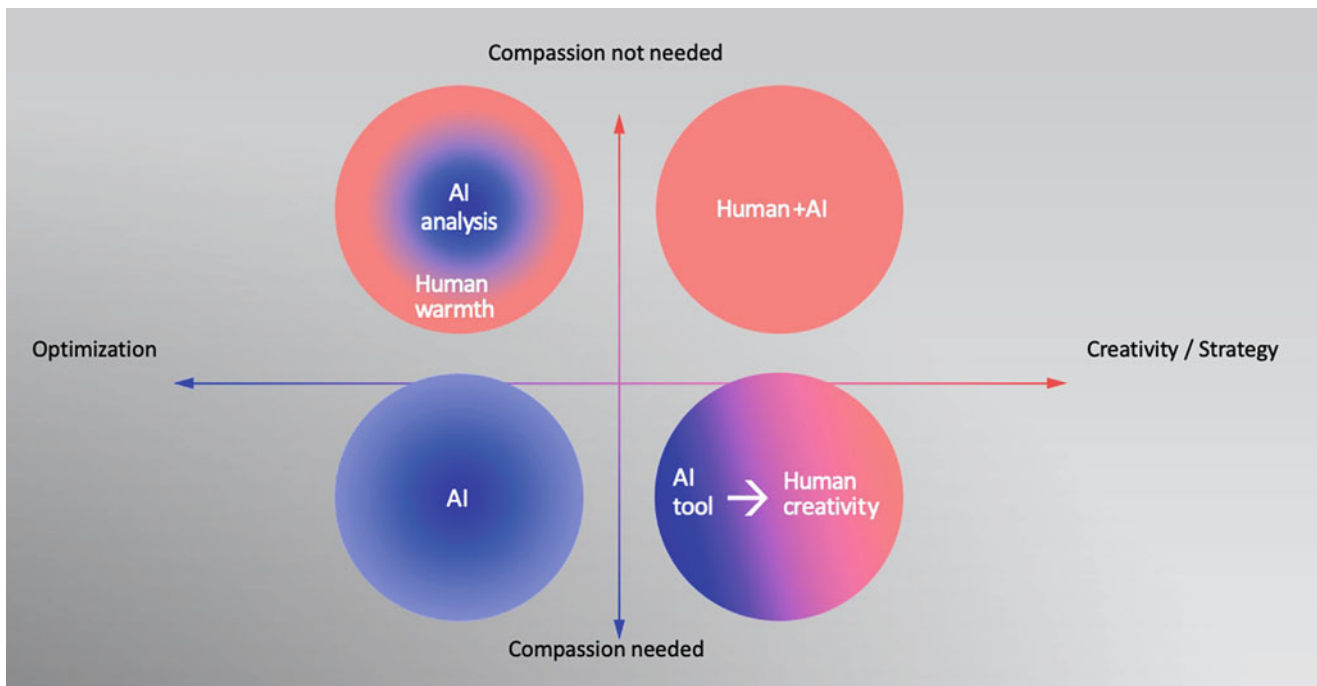 Compassion not needed
AI
analysis
Human
warmth
Human+AI
Optimization
Creativity / Strategy
AI
AI
tool
Human
creativity
Compassion needed